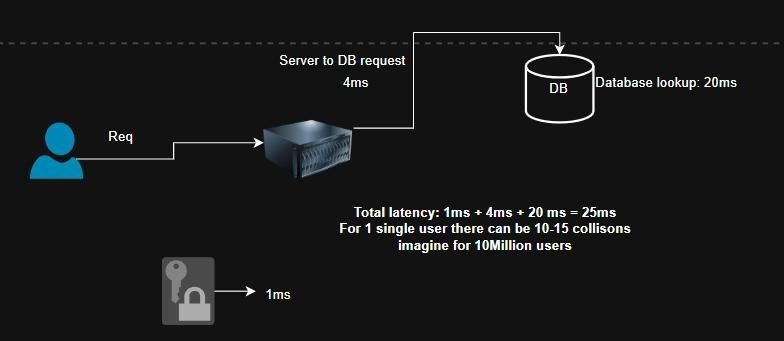 Server to DB request
4ms
DB
Database lookup: 20ms
Req
Total latency: 1ms + 4ms + 20 ms = 25ms
For 1 single user there can be 10-15 collisons
imagine for 10Million users
1ms